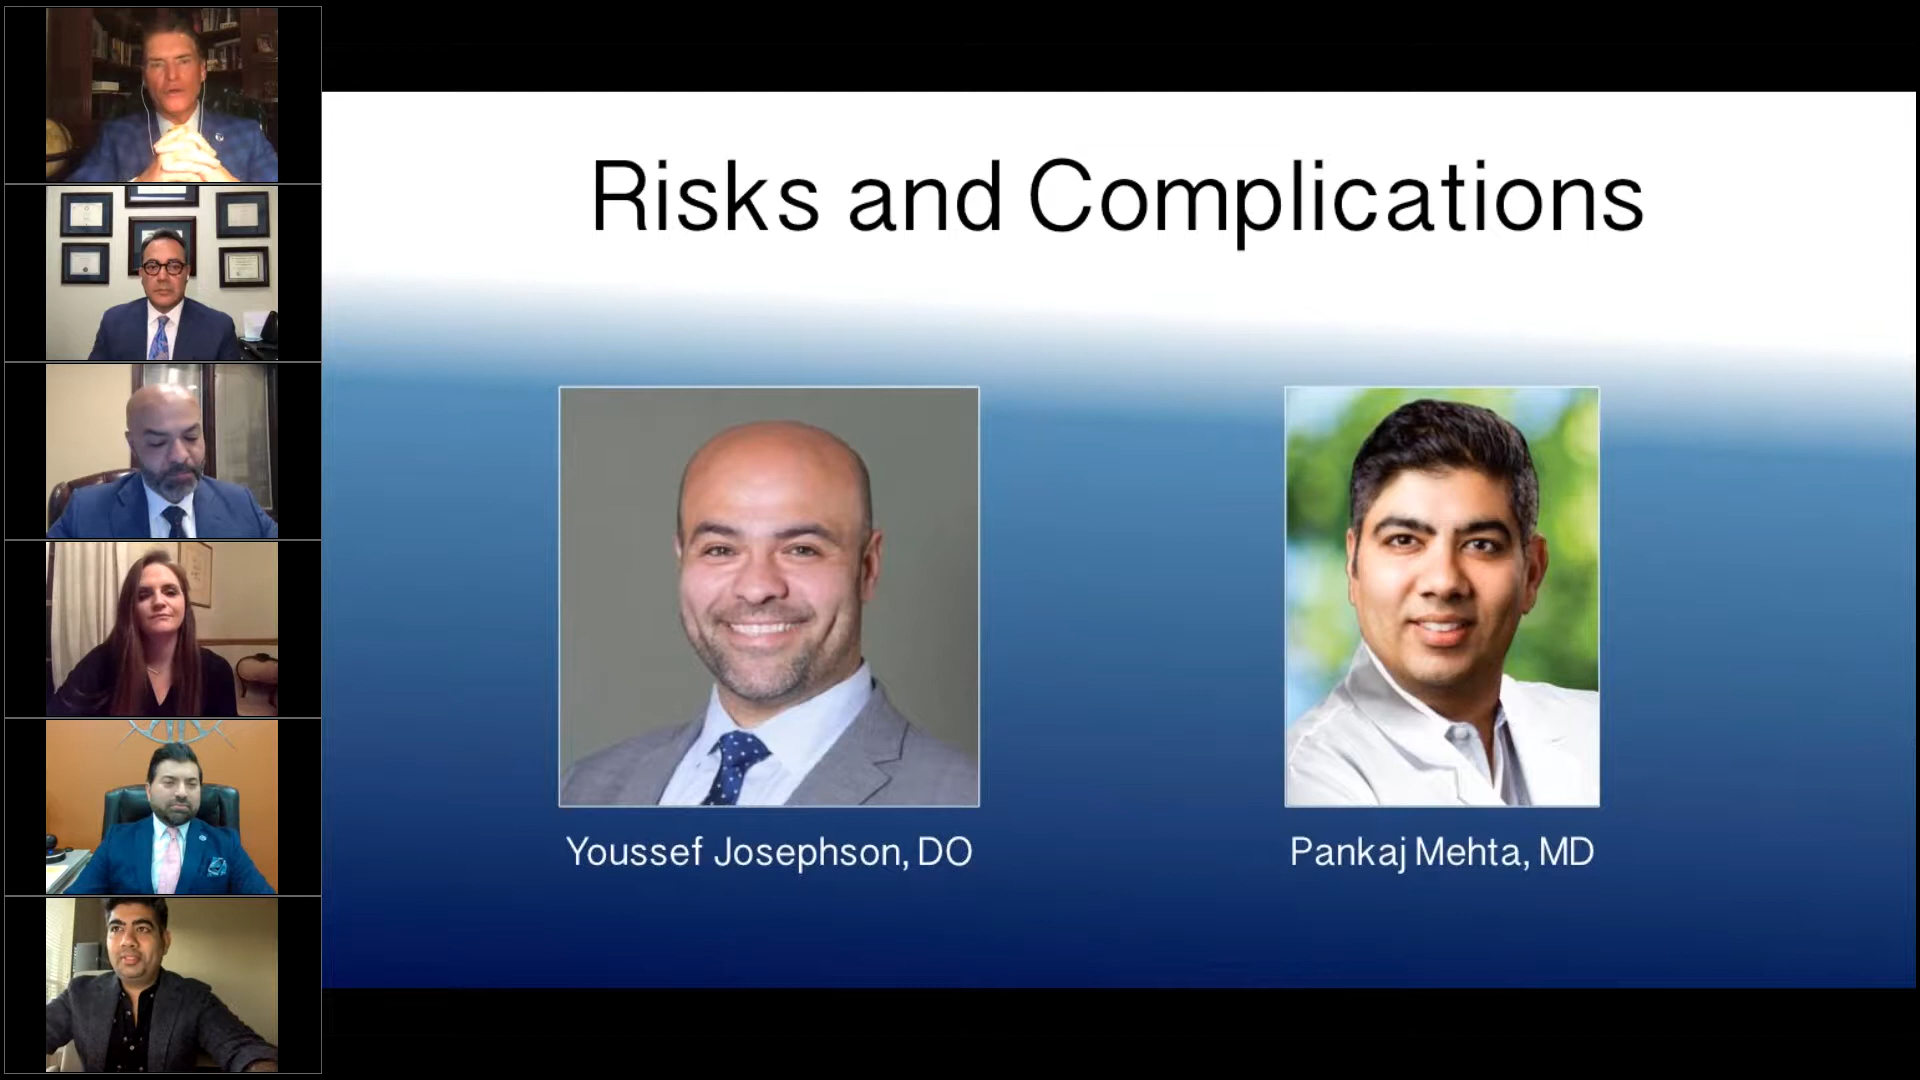 Risks and Complications
Youssef Josephson, DO
Pankaj Mehta, MD